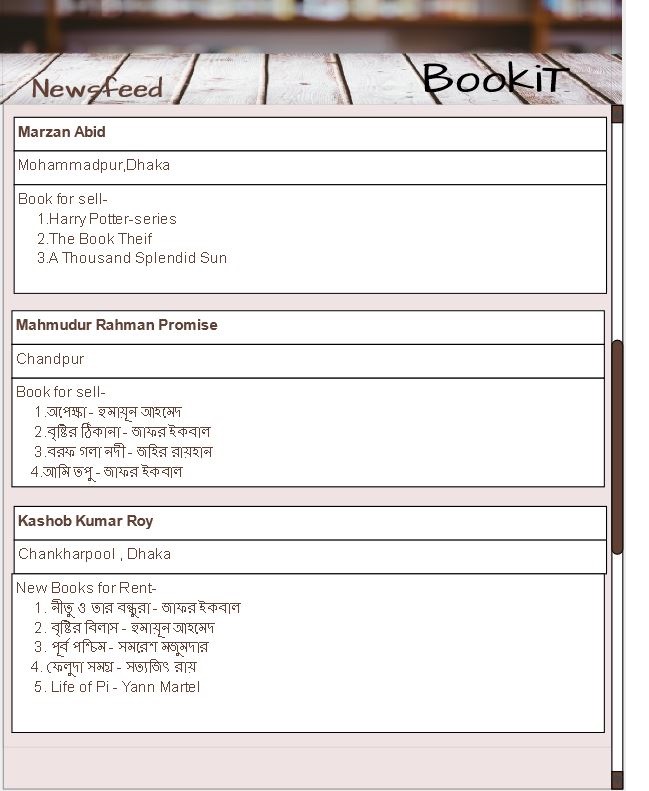 Newsfeed
BookiT
Marzan Abid
Mohammadpur,Dhaka
Book for sell-
1.Harry Potter-series
2.The Book Theif
3.A Thousand Splendid Sun
Mahmudur Rahman Promise
Chandpur
Book for sell-
1.অপেক্ষা - হুমায়ূন আহমেদ
2.বৃষ্টির ঠিকানা - জাফর ইকবাল
3.বরফ গলা নদী - জহির রায়হান
4.আমি তপু - জাফর ইকবাল
Kashob Kumar Roy
Chankharpool , Dhaka
New Books for Rent-
1. নীতু ও তার বন্ধুরা - জাফর ইকবাল
2. বৃষ্টির বিলাস - হুমায়ূন আহমেদ
3. পূর্ব পশ্চিম - সমরেশ মজুমদার
4. ফেলুদা সমগ্র - সত্যজিৎ রায়
5. Life of Pi - Yann Martel